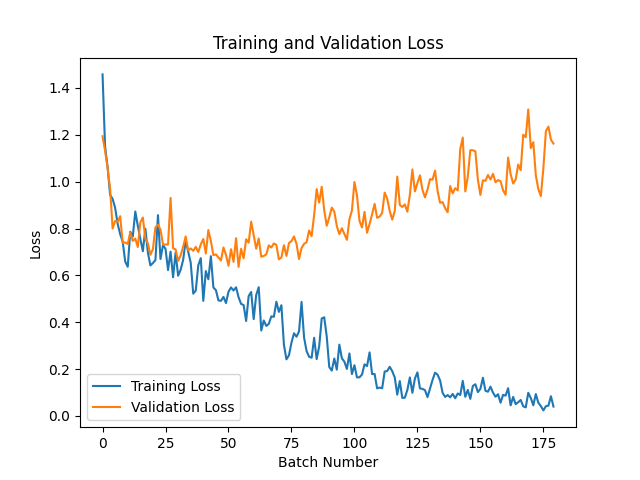 Training and Validation Loss
1.4
1.2
1.0
0.8
0.6
0.4
0.2
0.0
Loss
Training Loss
Validation Loss
0 25 50 75 100 125 150 175
Batch Number